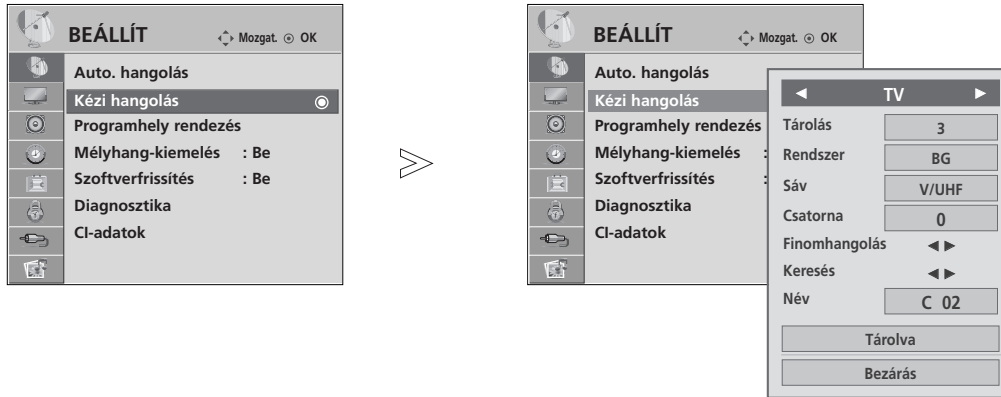 BEÁLLÍT Mozgat. OK
Auto. hangolás
Kézi hangolás
Programhely rendezés
Mélyhang-kiemelés : Be
Szoftverfrissítés : Be
Diagnosztika
CI-adatok
BEÁLLÍT Mozgat. OK
Auto. hangolás
Kézi hangolás
Programhely rendezés
Mélyhang-kiemelés :
Szoftverfrissítés :
Diagnosztika
CI-adatok
◄ TV ►
Tárolás 3
Rendszer BG
Sáv V/UHF
Csatorna 0
Finomhangolás ◄ ►
Keresés ◄ ►
Név C 02
Tárolva
Bezárás